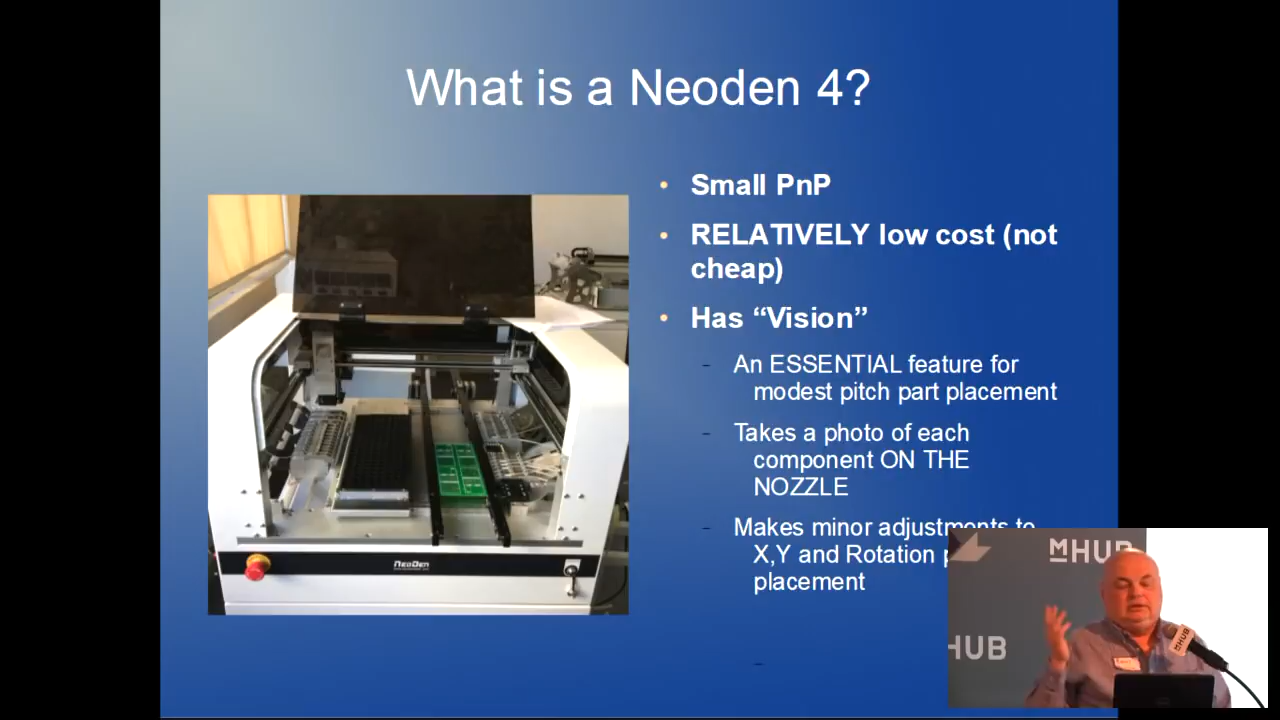 What is a Neoden 4?
• Small PnP
• RELATIVELY low cost (not
cheap)
• Has “Vision”
- An ESSENTIAL feature for
modest pitch part placement
- Takes a photo of each
component ON THE
NOZZLE
- Makes minor adjustments to
X,Y and Rotation
placement
-
NEODEN
MHUB
HUB
MHUB